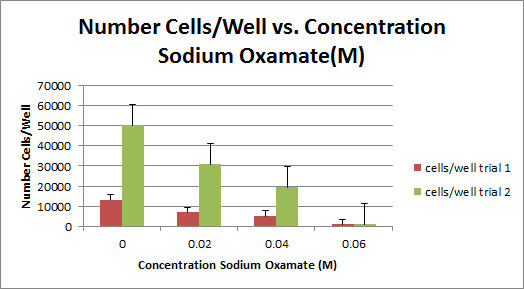 Number Cells/Well vs. Concentration
Sodium Oxamate(M)
Number Cells/Well
70000
60000
50000
40000
30000
20000
10000
0
0
0.02
0.04
0.06
Concentration Sodium Oxamate (M)
cells/well trial 1
cells/well trial 2